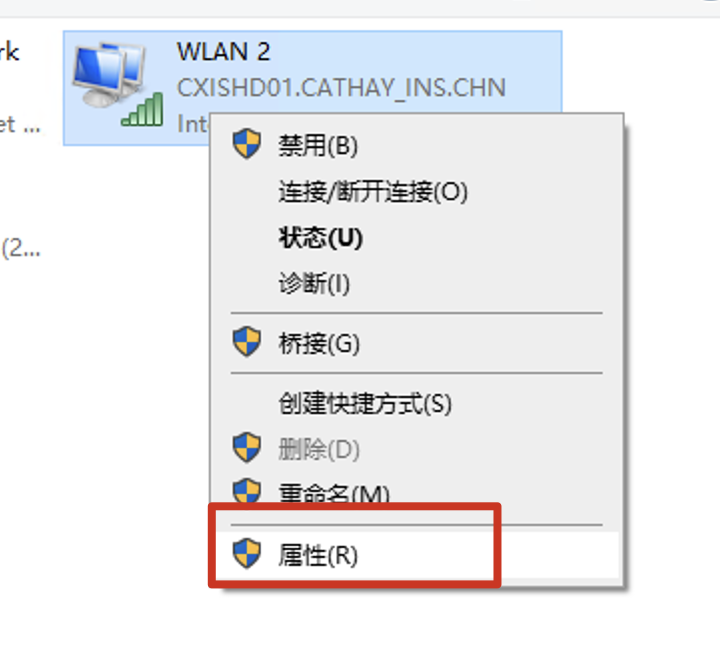 rk
WLAN 2
CXISHD01.CATHAY_INS.CHN
et ...
Int
(2...
禁用(B)
连接/断开连接(O)
状态(U)
诊断(I)
桥接(G)
创建快捷方式(S)
删除(D)
重命名(M)
属性(R)